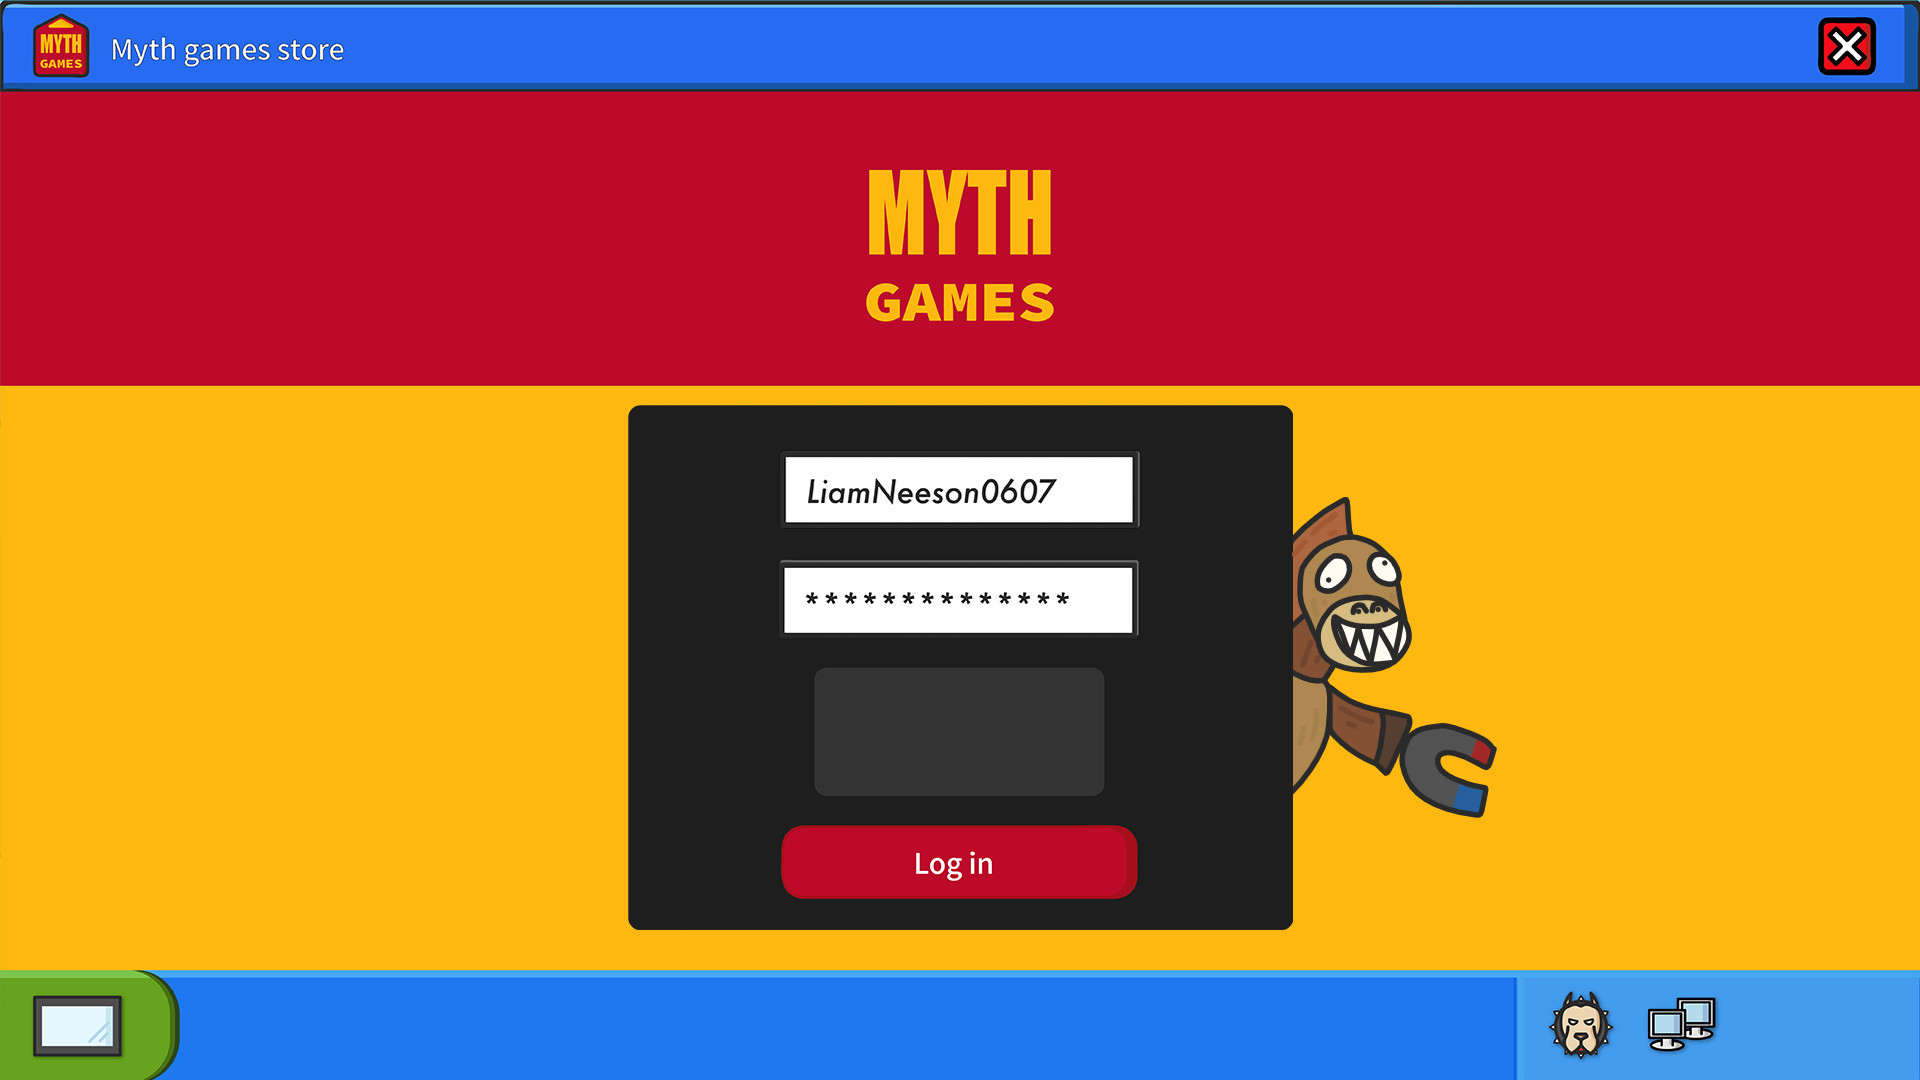 MYTH
GAMES
Myth games store
MYTH
GAMES
LiamNeeson0607
**************
Log in